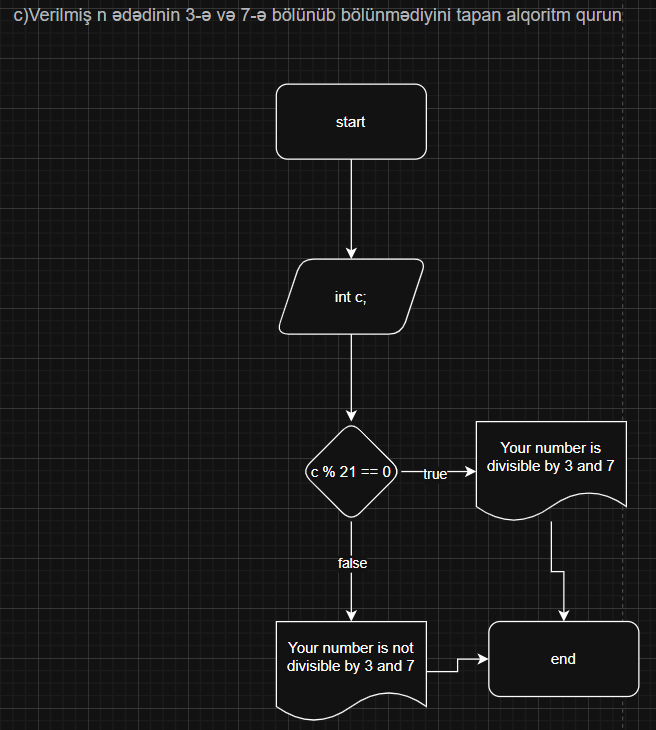 c)Verilmiş n ədədinin 3-ə və 7-ə bölünüb bölünmədiyini tapan alqoritm qurun
start
int c;
c % 21 == 0
true
Your number is
divisible by 3 and 7
false
Your number is not
divisible by 3 and 7
end